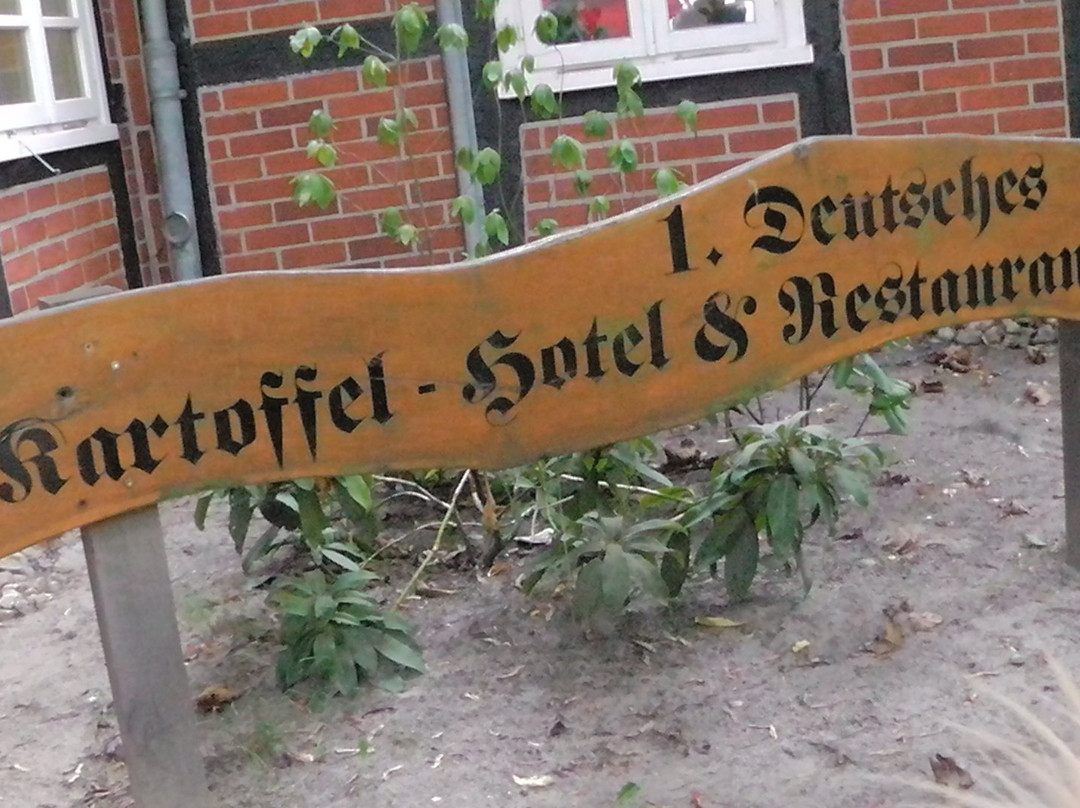 1. Deutsches
Kartoffel - Hotel & Restauran